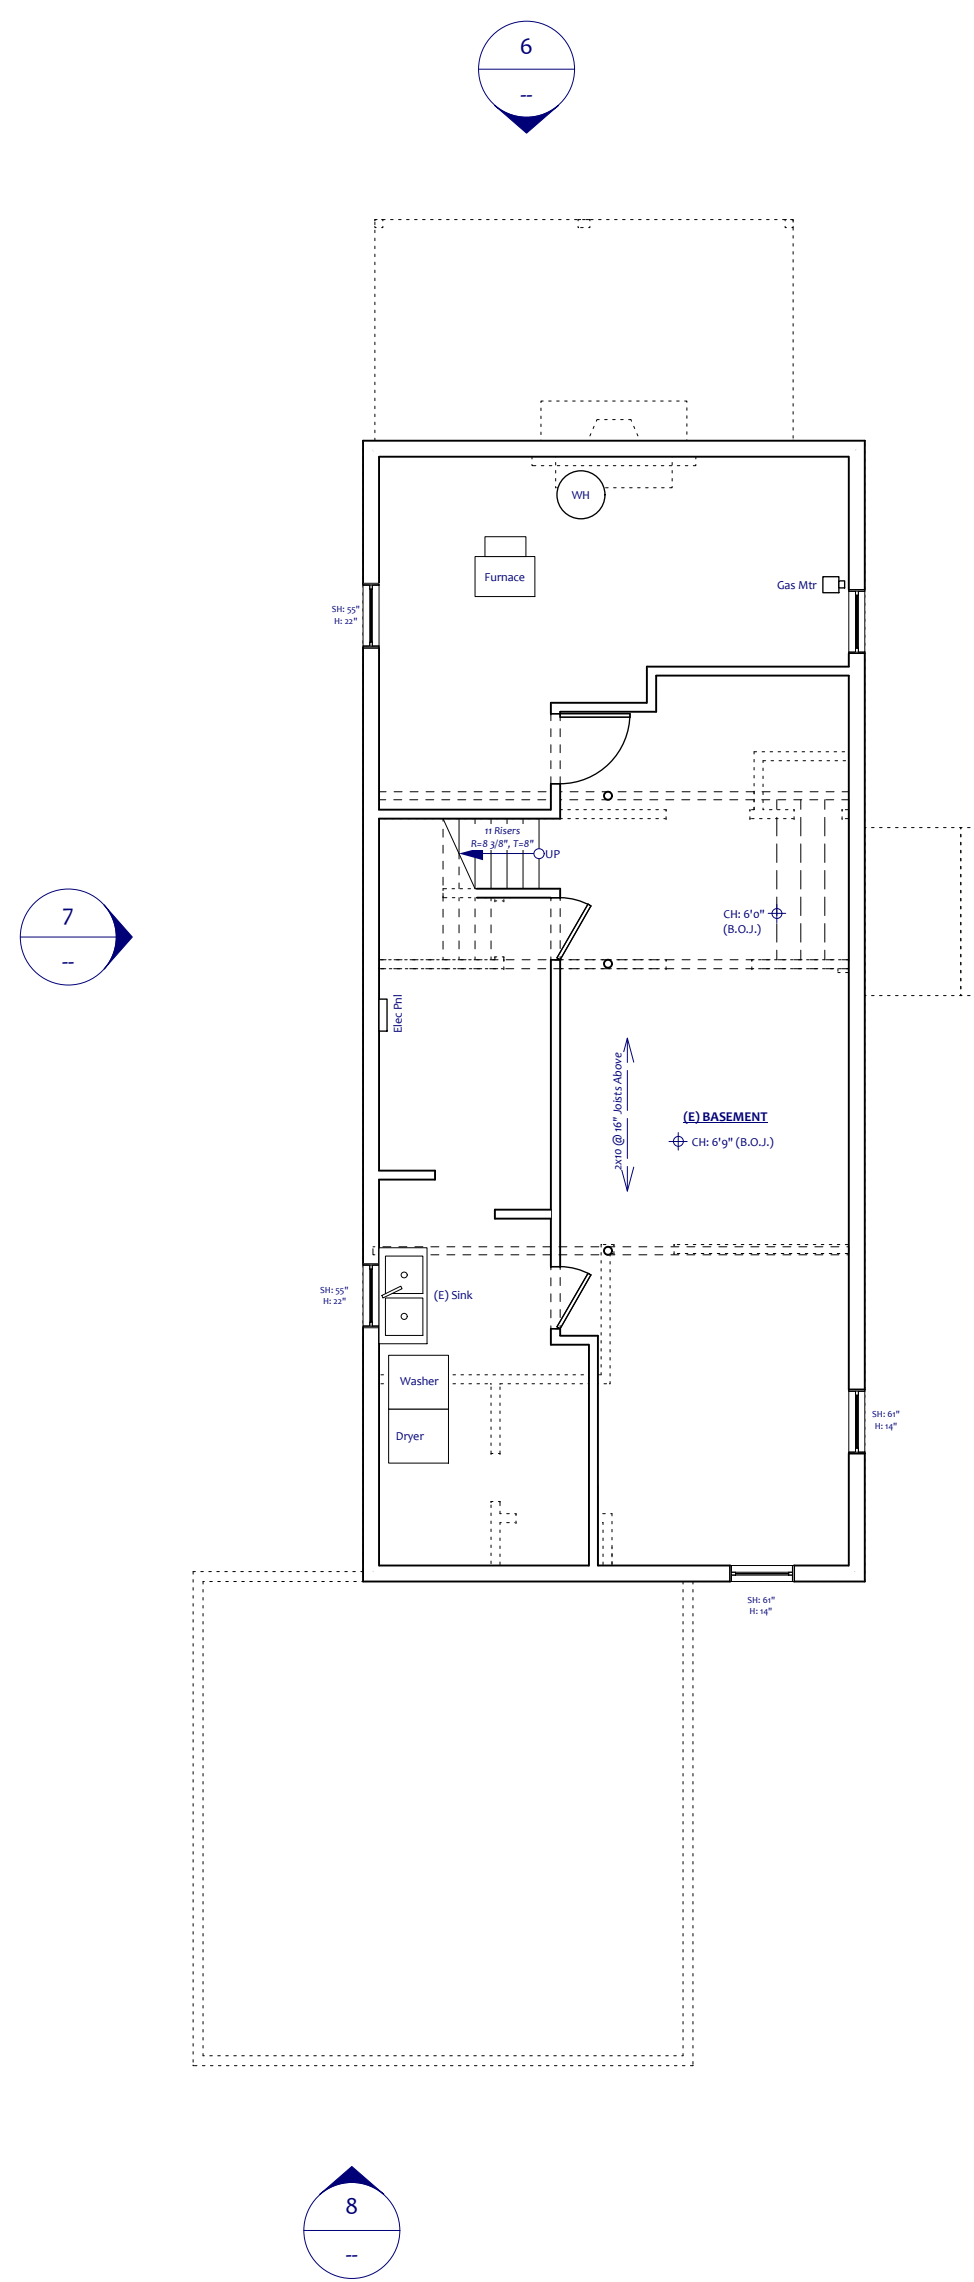 6
--
WH
Furnace
Gas Mtr
SH: 55"
H: 22"
11 Risers
R=8 3/8", T=8"
UP
7
--
CH: 6'0"
(B.O.J.)
Elec Pnl
2x10 @ 16" Joists Above
(E) BASEMENT
CH: 6'9" (B.O.J.)
SH: 55"
H: 22"
(E) Sink
Washer
Dryer
SH: 61"
H: 14"
SH: 61"
H: 14"
8
--